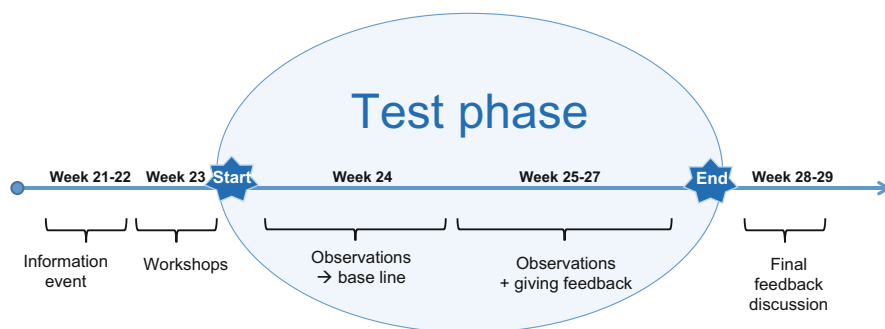 Test phase
Week 21-22
Week 23
Start
Week 24
Week 25-27
End
Week 28-29
Information
event
Workshops
Observations
→ base line
Observations
+ giving feedback
Final
feedback
discussion